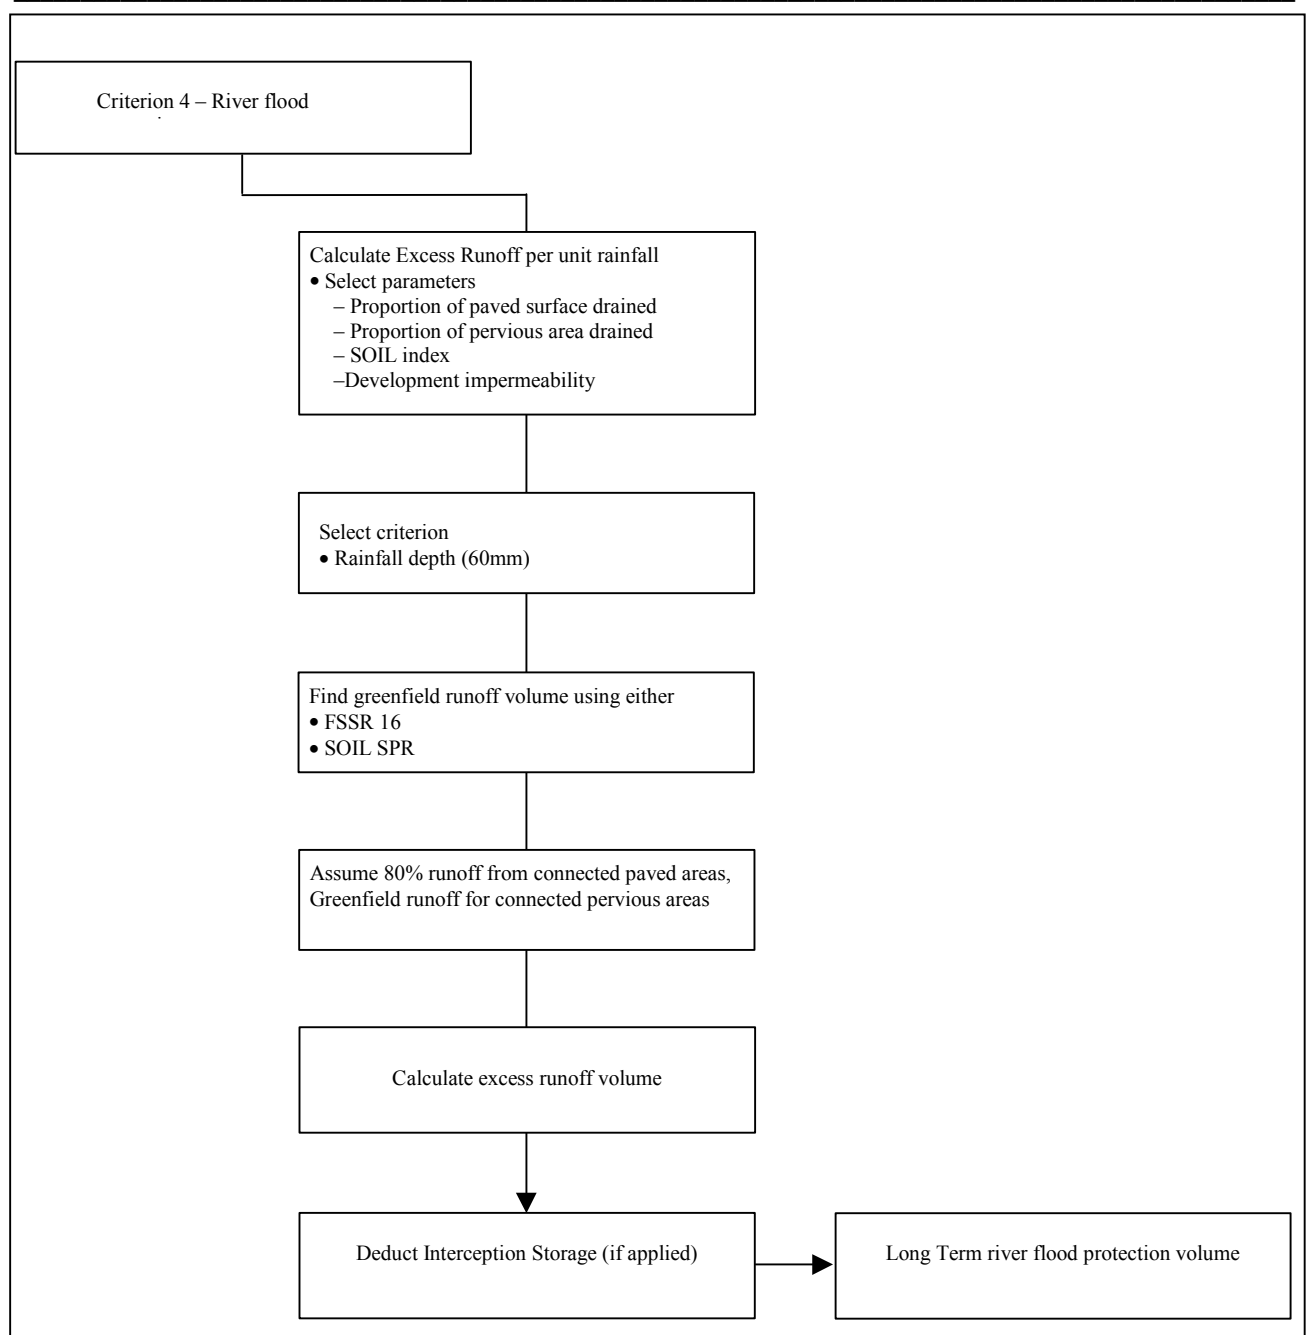 Criterion 4 – River flood
Calculate Excess Runoff per unit rainfall
• Select parameters
– Proportion of paved surface drained
– Proportion of pervious area drained
– SOIL index
–Development impermeability
Select criterion
• Rainfall depth (60mm)
Find greenfield runoff volume using either
• FSSR 16
• SOIL SPR
Assume 80% runoff from connected paved areas,
Greenfield runoff for connected pervious areas
Calculate excess runoff volume
Deduct Interception Storage (if applied)
Long Term river flood protection volume